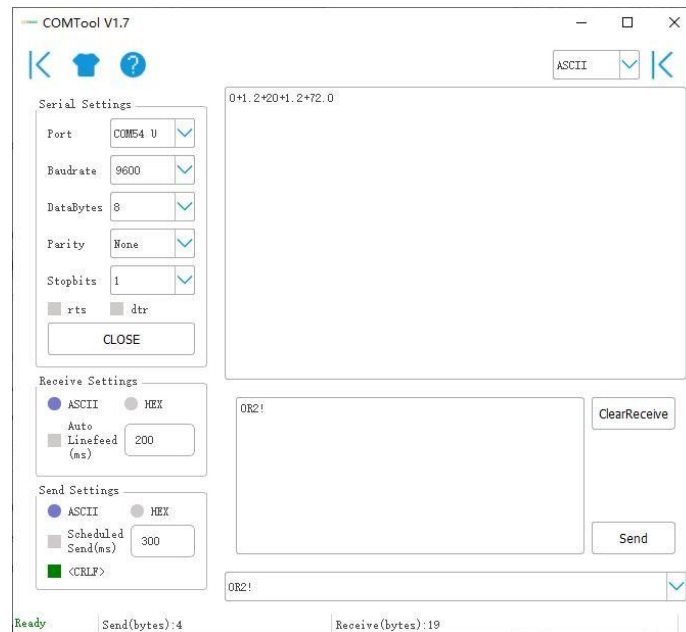 COMTool V1.7
ASCII
Serial Settings
Port COM54 U
Baudrate 9600
DataBytes 8
Parity None
Stopbits 1
rts dtr
CLOSE
0+1.2+20+1.2+72.0
Receive Settings
ASCII HEX
Auto
Linefeed
(ms)
200
0R2!
ClearReceive
Send Settings
ASCII HEX
Scheduled
Send(ms)
300
<CRLF>
Send
0R2!
Ready Send(bytes):4 Receive(bytes):19